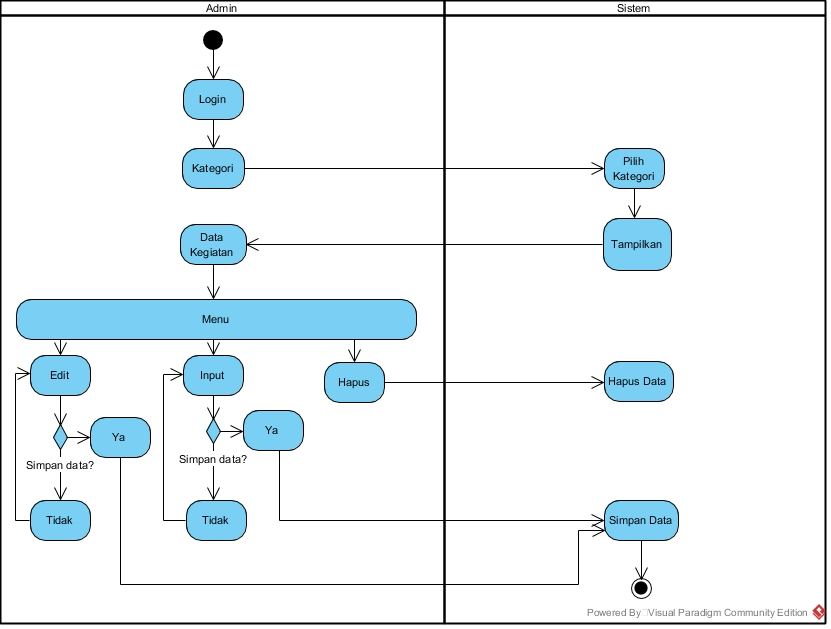 Admin
Sistem
Login
Kategori
Pilih
Kategori
Data
Kegiatan
Tampilkan
Menu
Edit
Input
Hapus
Hapus Data
Ya
Ya
Simpan data?
Simpan data?
Tidak
Tidak
Simpan Data
Powered By Visual Paradigm Community Edition